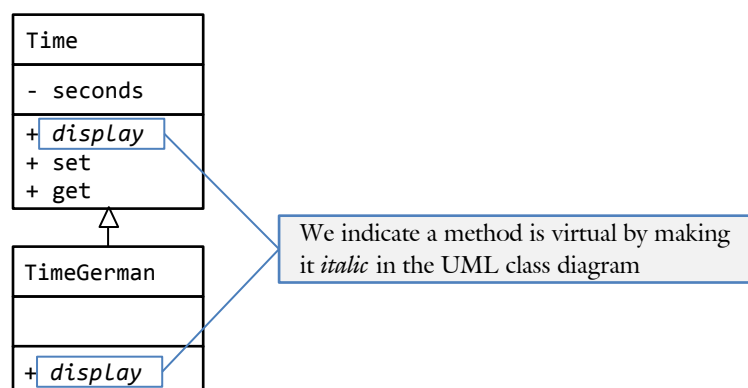 Time
- seconds
+ display
+ set
+ get
We indicate a method is virtual by making
it italic in the UML class diagram
TimeGerman
+ display